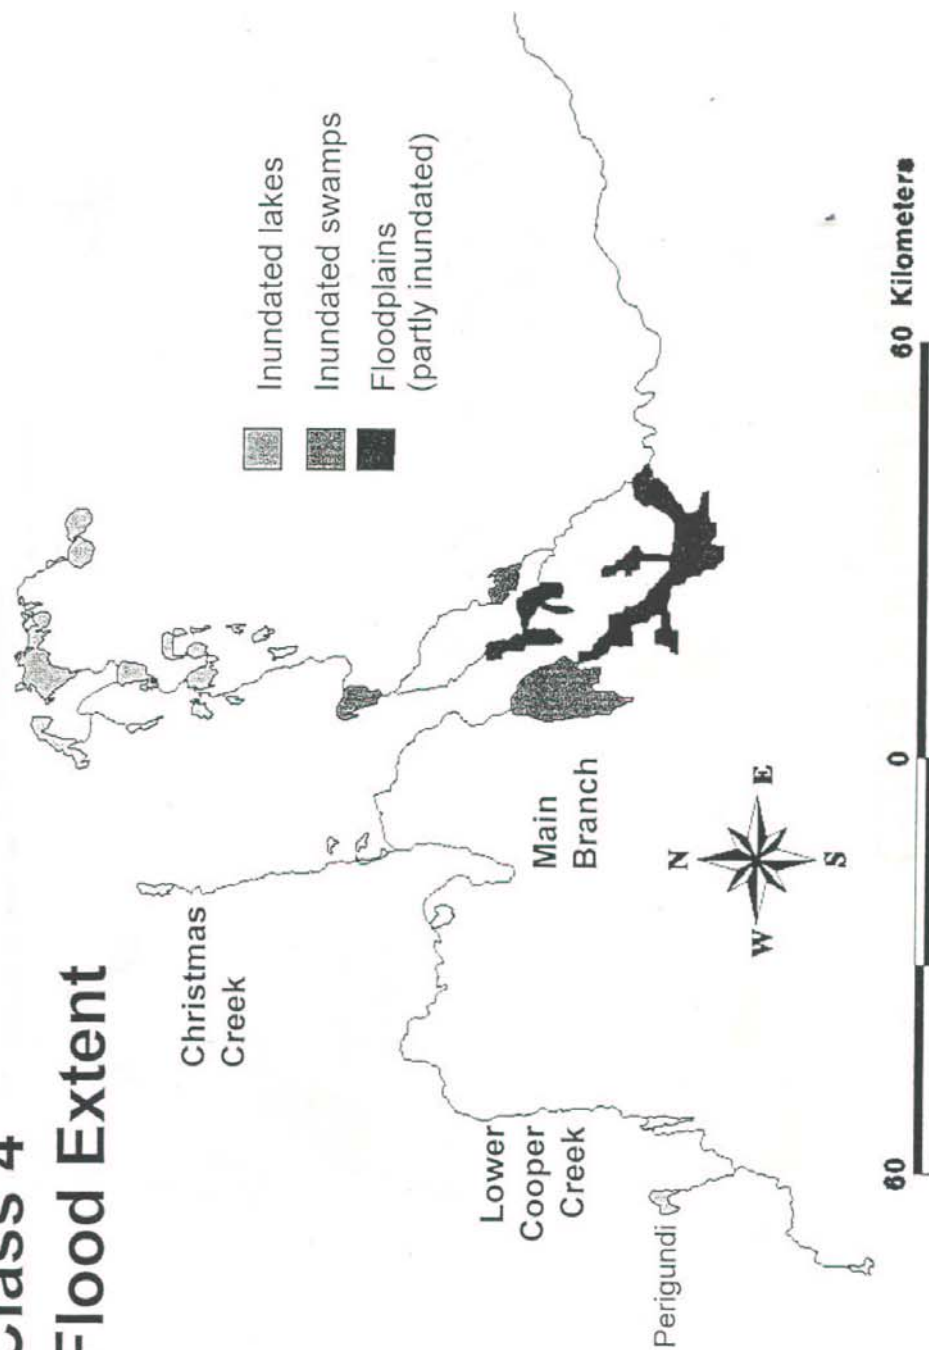 Class 4
Flood Extent
Inundated lakes
Inundated swamps
Floodplains
(partly inundated)
Christmas
Creek
Main
Branch
Lower
Cooper
Creek
Perigundi
N
W
E
S
60
0
60 Kilometers